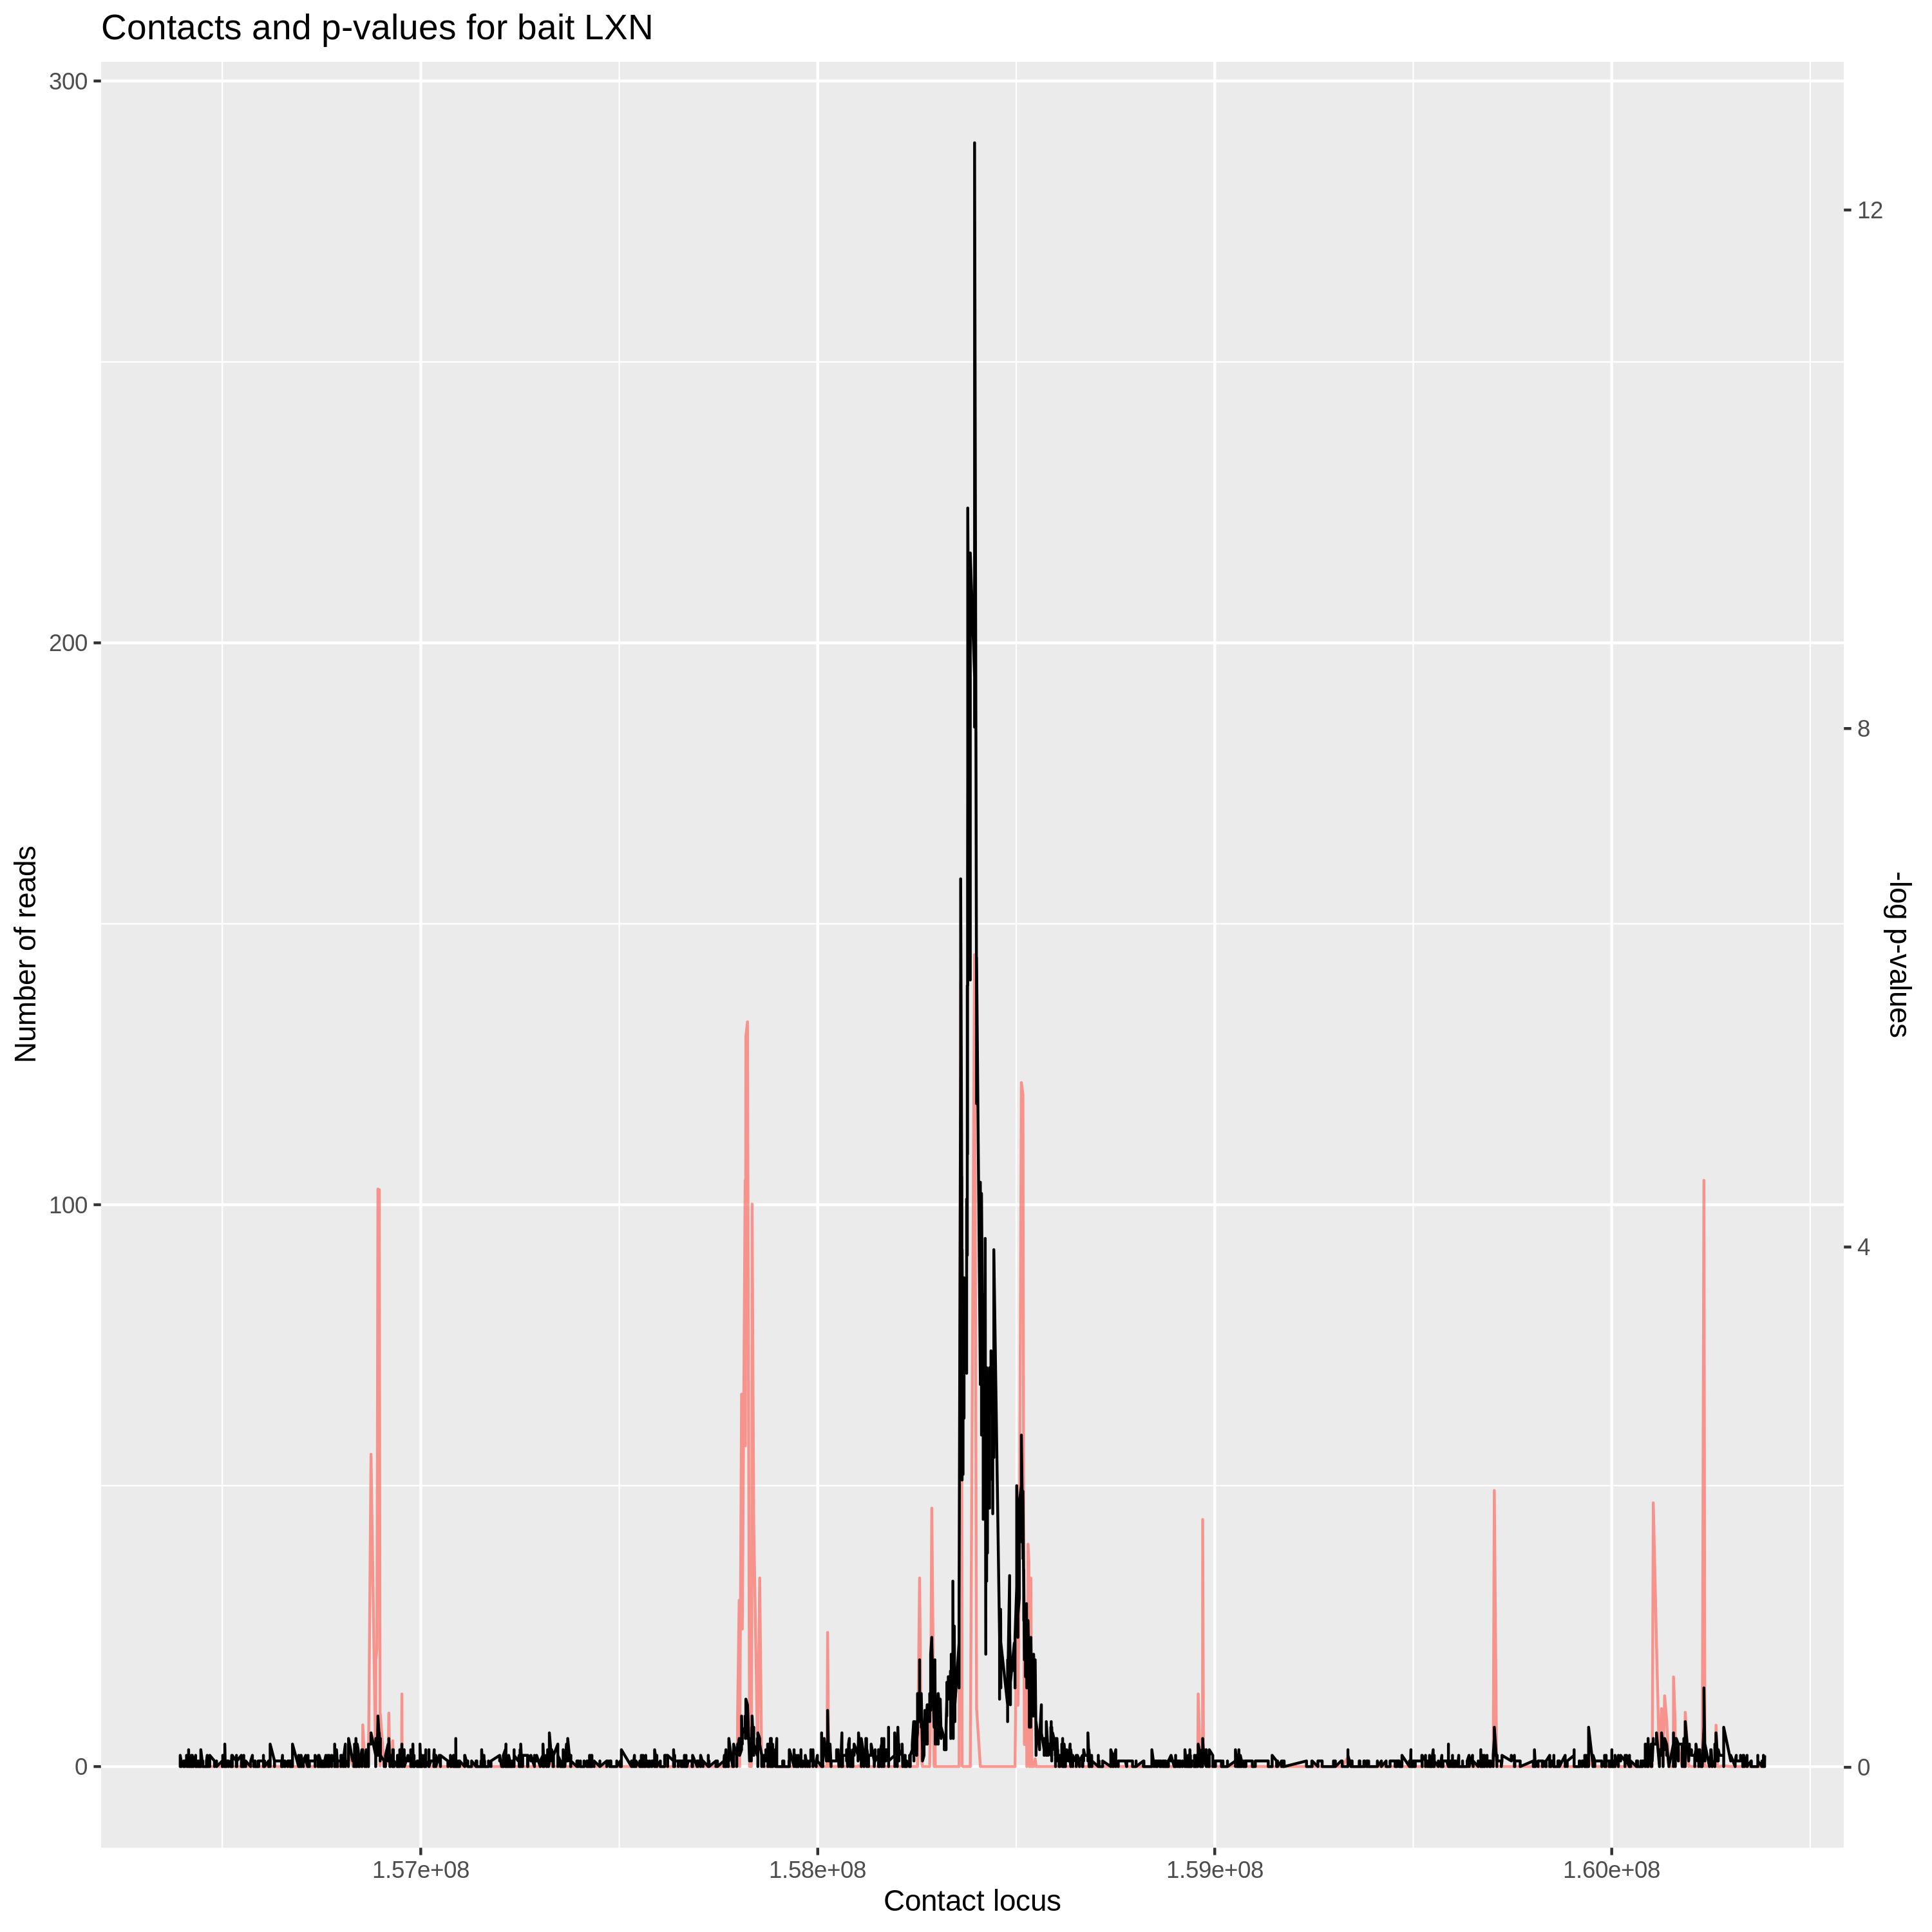 Contacts and p-values for bait LXN
300
200
100
0
12
8
4
0
Number of reads
-log p-values
1.57e+08
1.58e+08
1.59e+08
1.60e+08
Contact locus